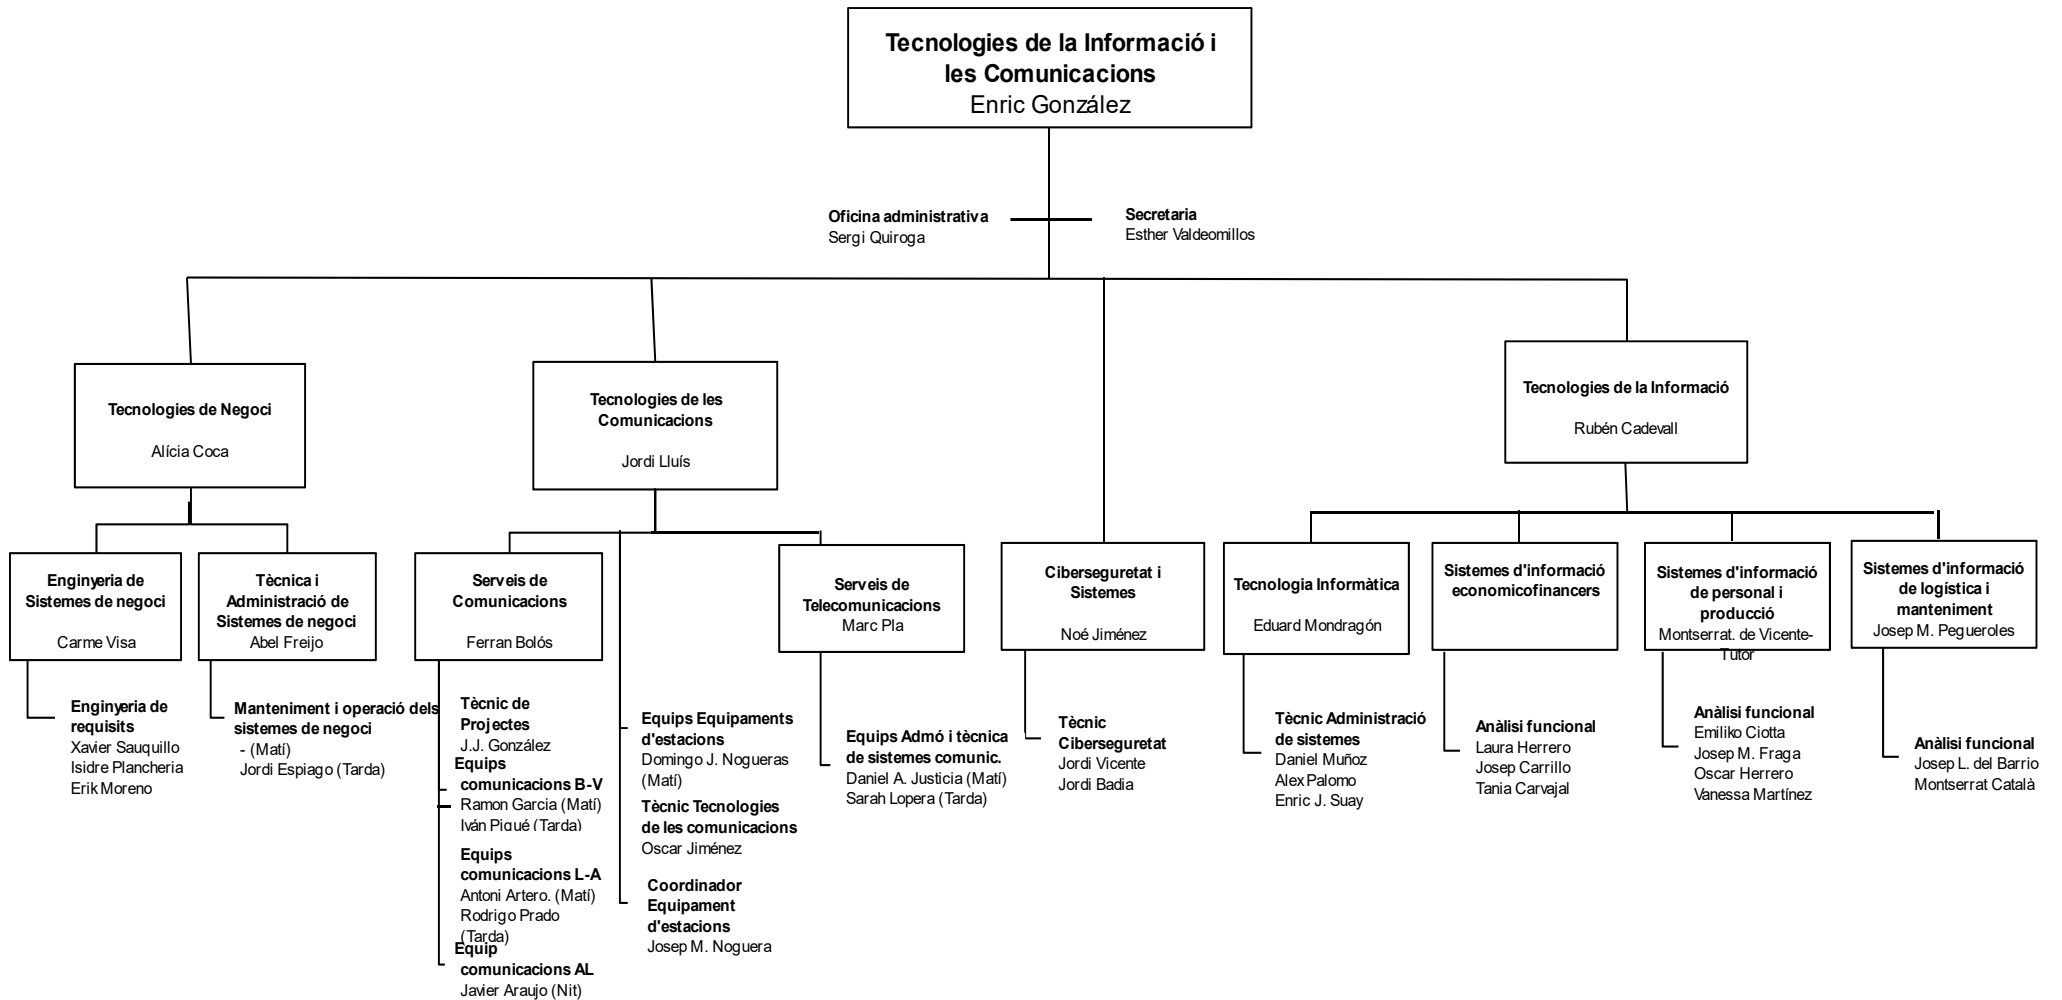 Tecnologies de la Informació i
les Comunicacions
Enric González
Oficina administrativa
Sergi Quiroga
Secretaria
Esther Valdeomillos
Tecnologies de Negoci
Alícia Coca
Tecnologies de les
Comunicacions
Jordi Lluís
Tecnologies de la Informació
Rubén Cadevall
Enginyeria de
Sistemes de negoci
Carme Visa
Tècnica i
Administració de
Sistemes de negoci
Abel Freijo
Serveis de
Comunicacions
Ferran Bolós
Serveis de
Telecomunicacions
Marc Pla
Ciberseguretat i
Sistemes
Noé Jiménez
Tecnologia Informàtica
Eduard Mondragón
Sistemes d'informació
economicofinancers
Sistemes d'informació
de personal i
producció
Montserrat. de Vicente-
Tutor
Sistemes d'informació
de logística i
manteniment
Josep M. Pegueroles
Enginyeria de
requisits
Xavier Sauquillo
Isidre Plancheria
Erik Moreno
Manteniment i operació dels
sistemes de negoci
- (Matí)
Jordi Espiago (Tarda)
Tècnic de
Projectes
J.J. González
Equips
comunicacions B-V
Ramon Garcia (Matí)
Iván Piqué (Tarda)
Equips
comunicacions L-A
Antoni Artero. (Matí)
Rodrigo Prado
(Tarda)
Equip
comunicacions AL
Javier Araujo (Nit)
Equips Equipaments
d'estacions
Domingo J. Nogueras
(Matí)
Tècnic Tecnologies
de les comunicacions
Oscar Jiménez
Coordinador
Equipament
d'estacions
Josep M. Noguera
Equips Admó i tècnica
de sistemes comunic.
Daniel A. Justicia (Matí)
Sarah Lopera (Tarda)
Tècnic
Ciberseguretat
Jordi Vicente
Jordi Badia
Tècnic Administració
de sistemes
Daniel Muñoz
Alex Palomo
Enric J. Suay
Anàlisi funcional
Laura Herrero
Josep Carrillo
Tania Carvajal
Anàlisi funcional
Emiliko Ciotta
Josep M. Fraga
Oscar Herrero
Vanessa Martínez
Anàlisi funcional
Josep L. del Barrio
Montserrat Català